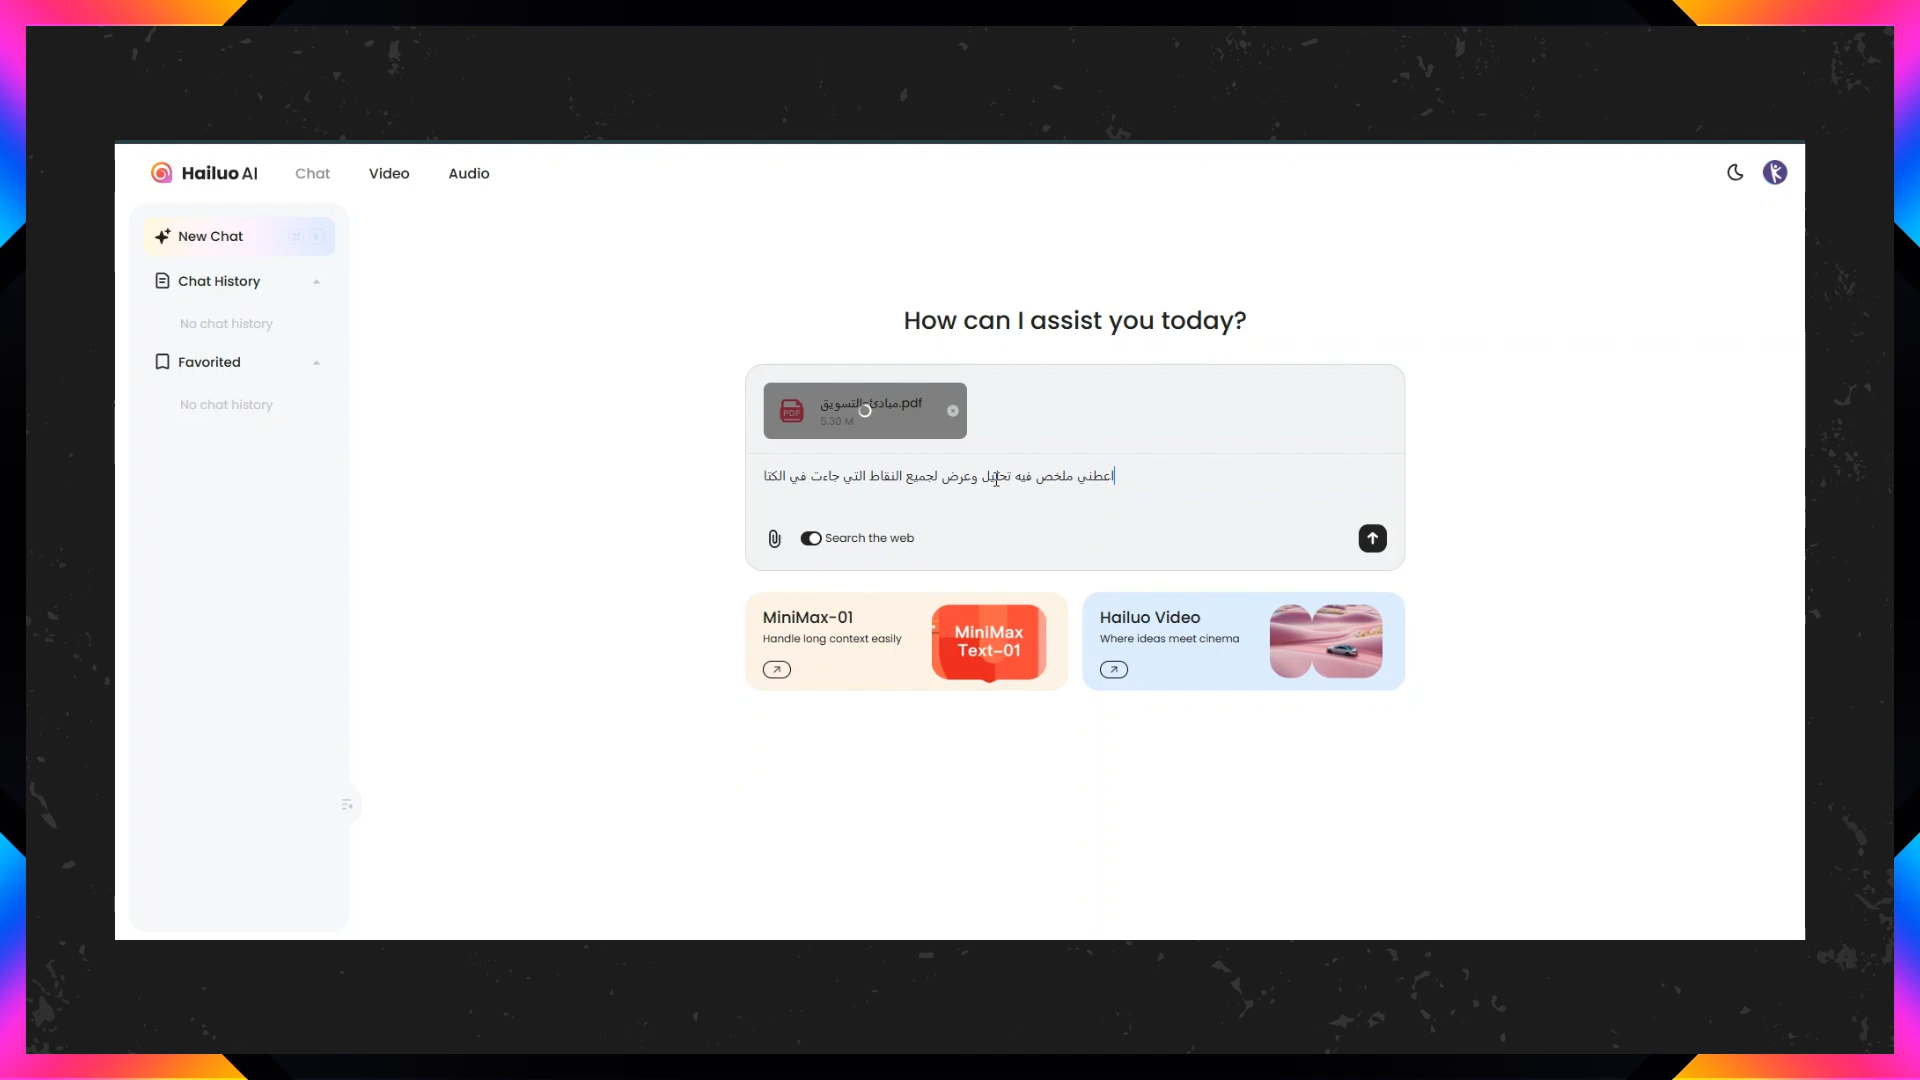 Hailuo AI
Chat
Video
Audio
New Chat
Chat History
No chat history
Favorited
No chat history
How can I assist you today?
PDF
مبادئ التسويق.pdf
5.30 M
اعطني ملخص فيه تحليل وعرض لجميع النقاط التي جاءت في الكتا
Search the web
MiniMax-01
Handle long context easily
MiniMax
Text-01
Hailuo Video
Where ideas meet cinema